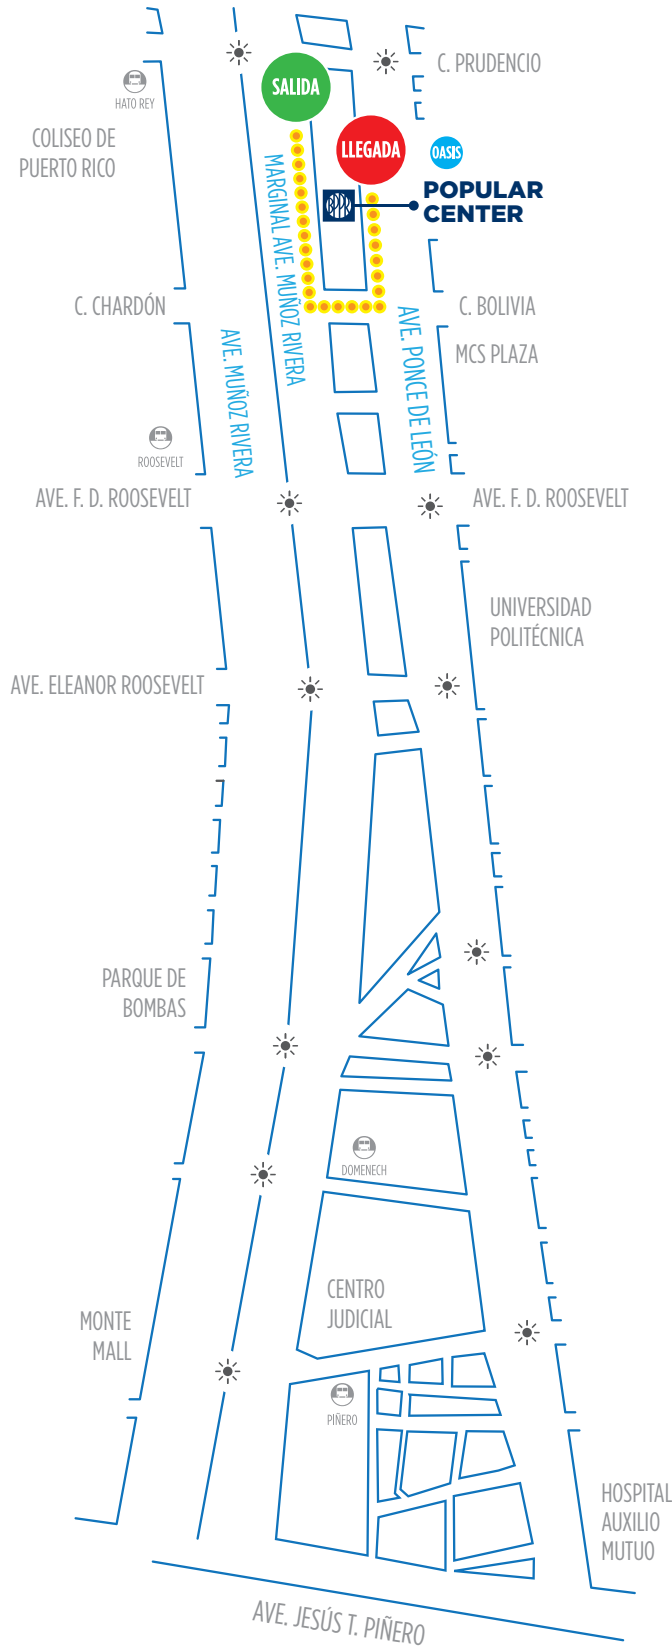 C. PRUDENCIO
SALIDA
HATO REY
COLISEO DE
PUERTO RICO
LLEGADA
OASIS
POPULAR
CENTER
MARGINAL AVE. MUÑOZ RIVERA
C. CHARDÓN
C. BOLIVIA
AVE. MUÑOZ RIVERA
AVE. PONCE DE LEÓN
MCS PLAZA
ROOSEVELT
AVE. F. D. ROOSEVELT
AVE. F. D. ROOSEVELT
UNIVERSIDAD
POLITÉCNICA
AVE. ELEANOR ROOSEVELT
PARQUE DE
BOMBAS
DOMENECH
CENTRO
JUDICIAL
MONTE
MALL
PIÑERO
HOSPITAL
AUXILIO
MUTUO
AVE. JESÚS T. PIÑERO